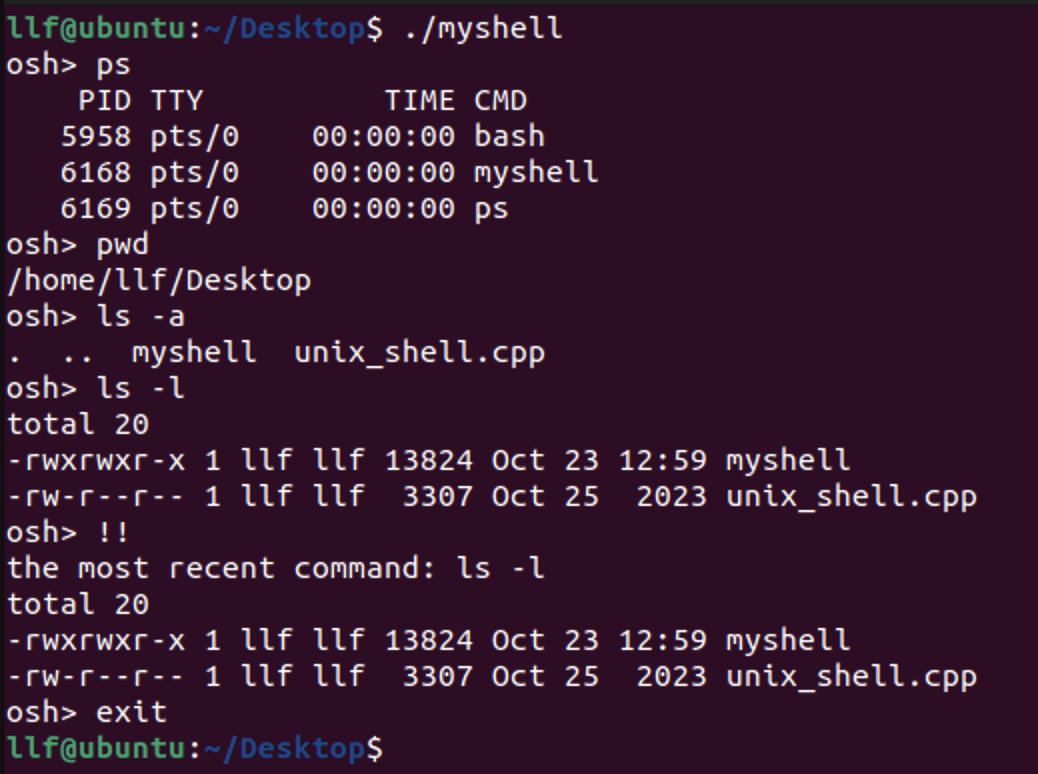 llf@ubuntu:~/Desktop$ ./myshell
osh> ps
    PID TTY          TIME CMD
   5958 pts/0    00:00:00 bash
   6168 pts/0    00:00:00 myshell
   6169 pts/0    00:00:00 ps
osh> pwd
/home/llf/Desktop
osh> ls -a
.  ..  myshell  unix_shell.cpp
osh> ls -l
total 20
-rwxrwxr-x 1 llf llf 13824 Oct 23 12:59 myshell
-rw-r--r-- 1 llf llf  3307 Oct 25  2023 unix_shell.cpp
osh> !!
the most recent command: ls -l
total 20
-rwxrwxr-x 1 llf llf 13824 Oct 23 12:59 myshell
-rw-r--r-- 1 llf llf  3307 Oct 25  2023 unix_shell.cpp
osh> exit
llf@ubuntu:~/Desktop$